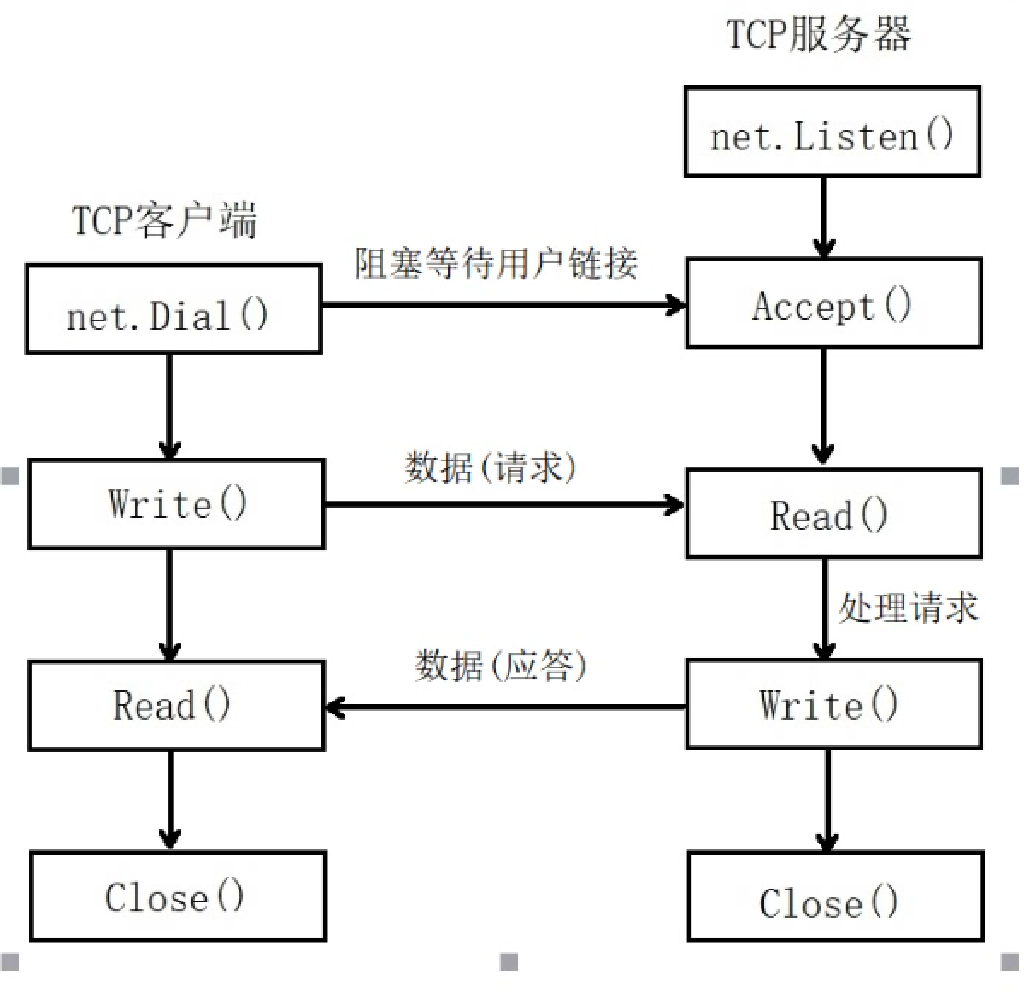 TCP服务器
net.Listen()
TCP客户端
阻塞等待用户链接
net.Dial()
Accept()
数据(请求)
Write()
Read()
处理请求
数据(应答)
Read()
Write()
Close()
Close()